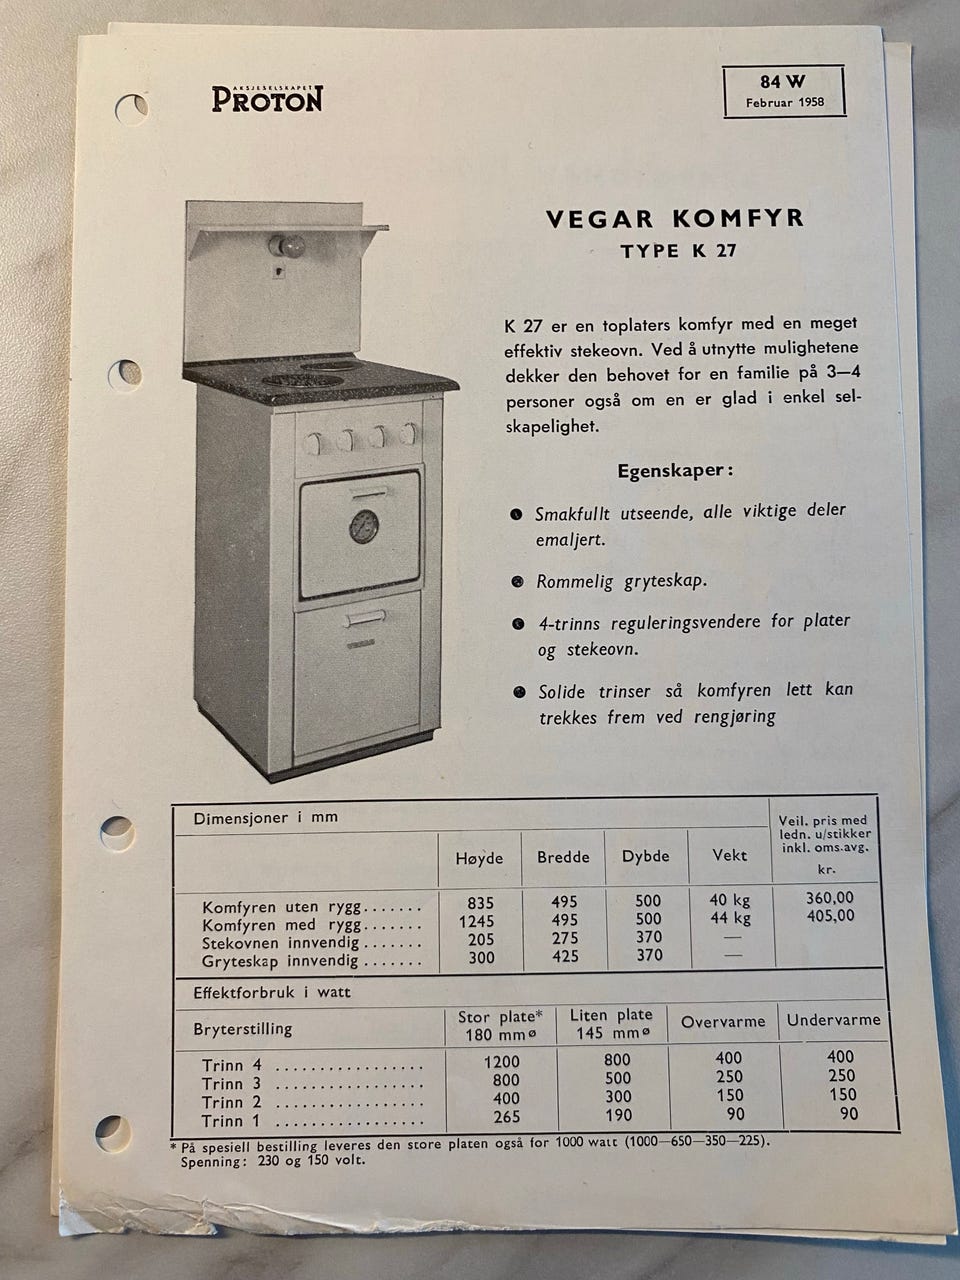 AKSJESELSKAPET
PROTON
84 W
Februar 1958
VEGAR KOMFYR
TYPE K 27
K 27 er en toplaters komfyr med en meget
effektiv stekeovn. Ved å utnytte mulighetene
dekker den behovet for en familie på 3—4
personer også om en er glad i enkel sel-
skapelighet.
Egenskaper:
● Smakfullt utseende, alle viktige deler
emaljert.
● Rommelig gryteskap.
● 4-trinns reguleringsvendere for plater
og stekeovn.
● Solide trinser så komfyren lett kan
trekkes frem ved rengjøring
Dimensjoner i mm
Høyde Bredde Dybde Vekt
Veil. pris med
ledn. u/stikker
inkl. oms.avg.
kr.
Komfyren uten rygg....... 835 495 500 40 kg 360,00
Komfyren med rygg....... 1245 495 500 44 kg 405,00
Stekovnen innvendig....... 205 275 370 —
Gryteskap innvendig....... 300 425 370 —
Effektforbruk i watt
Bryterstilling
Stor plate*
180 mm ø
Liten plate
145 mm ø
Overvarme Undervarme
Trinn 4 ................. 1200 800 400 400
Trinn 3 ................. 800 500 250 250
Trinn 2 ................. 400 300 150 150
Trinn 1 ................. 265 190 90 90
* På spesiell bestilling leveres den store platen også for 1000 watt (1000—650—350—225).
Spenning: 230 og 150 volt.